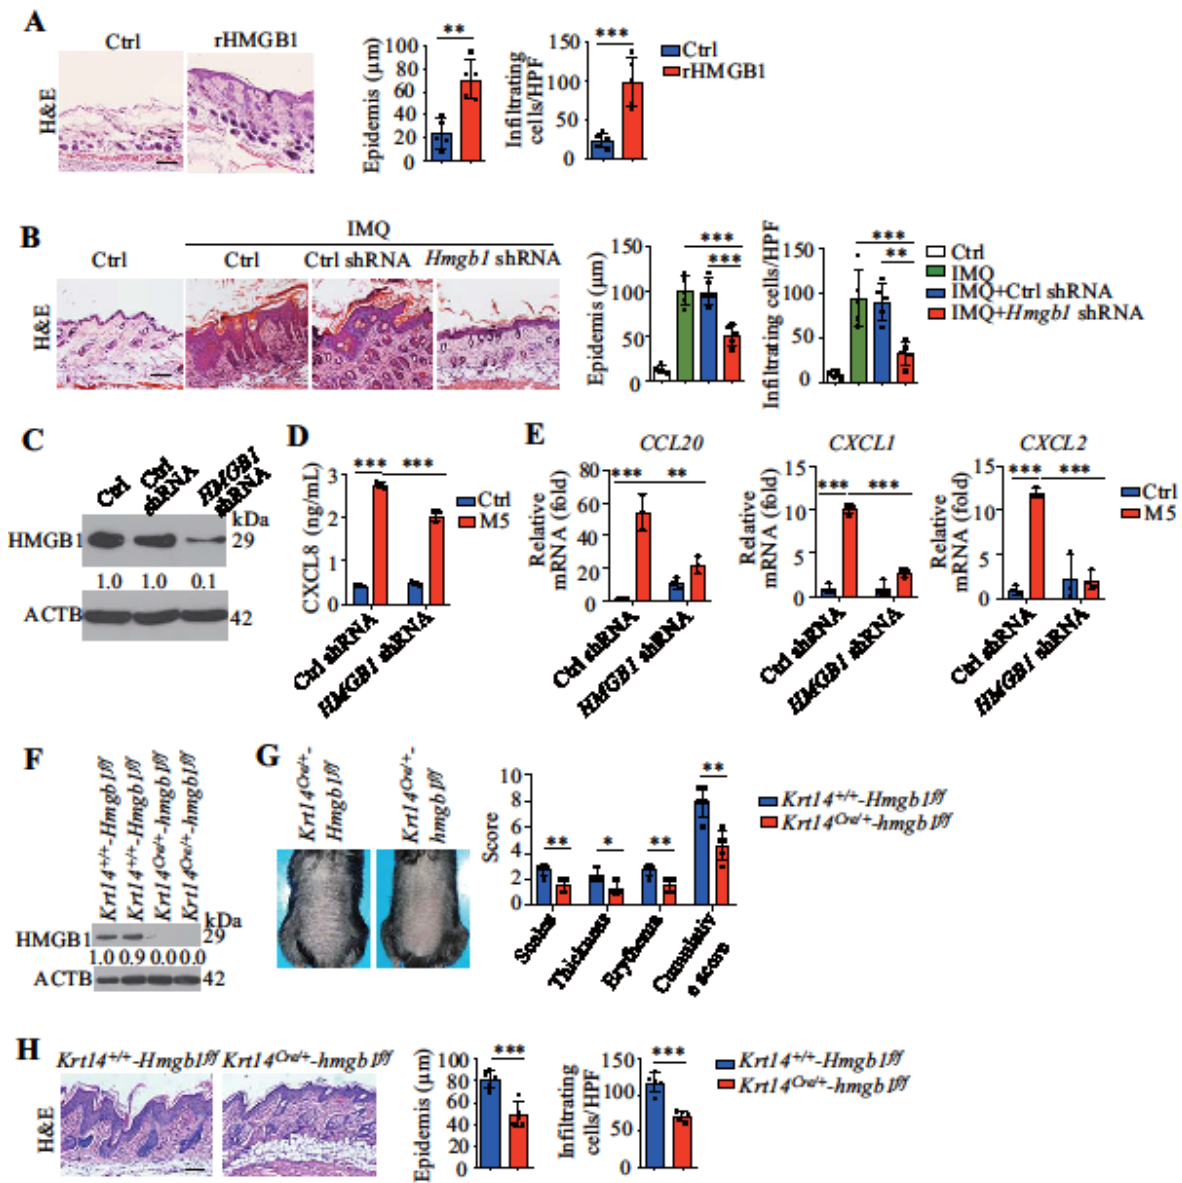 A
Ctrl
rHMGB1
H&E
Epidemis (µm)
100
80
60
40
20
0
**
Infiltrating
cells/HPF
150
100
50
0
***
Ctrl
rHMGB1
B
IMQ
Ctrl
Ctrl
Ctrl shRNA
Hmgb1 shRNA
H&E
Epidemis (µm)
150
100
50
0
***
***
Infiltrating cells/HPF
150
100
50
0
***
**
Ctrl
IMQ
IMQ+Ctrl shRNA
IMQ+Hmgb1 shRNA
C
Ctrl
Ctrl
shRNA
HMGB1
shRNA
kDa
HMGB1
29
1.0 1.0 0.1
ACTB
42
D
CXCL8 (ng/mL)
3
2
1
0
*** ***
Ctrl
M5
Ctrl shRNA
HMGB1 shRNA
E
CCL20
Relative
mRNA (fold)
80
60
40
20
0
*** **
Ctrl shRNA
HMGB1 shRNA
CXCL1
Relative
mRNA (fold)
15
10
5
0
*** ***
Ctrl shRNA
HMGB1 shRNA
CXCL2
Relative
mRNA (fold)
15
10
5
0
*** ***
Ctrl shRNA
HMGB1 shRNA
Ctrl
M5
F
Krt14+/+-Hmgb1f/f
Krt14+/+-Hmgb1f/f
Krt14Cre/+-hmgb1f/f
Krt14Cre/+-hmgb1f/f
kDa
HMGB1
29
1.0 0.9 0.0 0.0
ACTB
42
G
Krt14Cre/+-
Hmgb1f/f
Krt14Cre/+-
hmgb1f/f
Score
10
8
6
4
2
0
**
*
**
**
Scales
Thickness
Erythema
Cumulativ
e score
Krt14+/+-Hmgb1f/f
Krt14Cre/+-hmgb1f/f
H
Krt14+/+-Hmgb1f/f
Krt14Cre/+-hmgb1f/f
H&E
Epidemis (µm)
100
80
60
40
20
0
***
Infiltrating
cells/HPF
150
100
50
0
***
Krt14+/+-Hmgb1f/f
Krt14Cre/+-hmgb1f/f